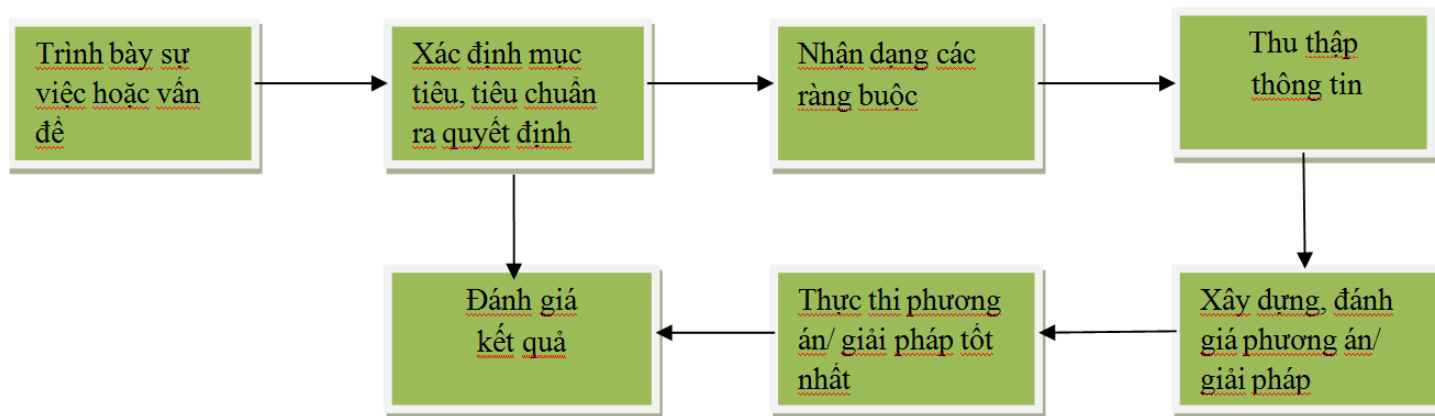 Trình bày sự
việc hoặc vấn
đề
Xác định mục
tiêu, tiêu chuẩn
ra quyết định
Nhận dạng các
ràng buộc
Thu thập
thông tin
Đánh giá
kết quả
Thực thi phương
án/ giải pháp tốt
nhất
Xây dựng, đánh
giá phương án/
giải pháp